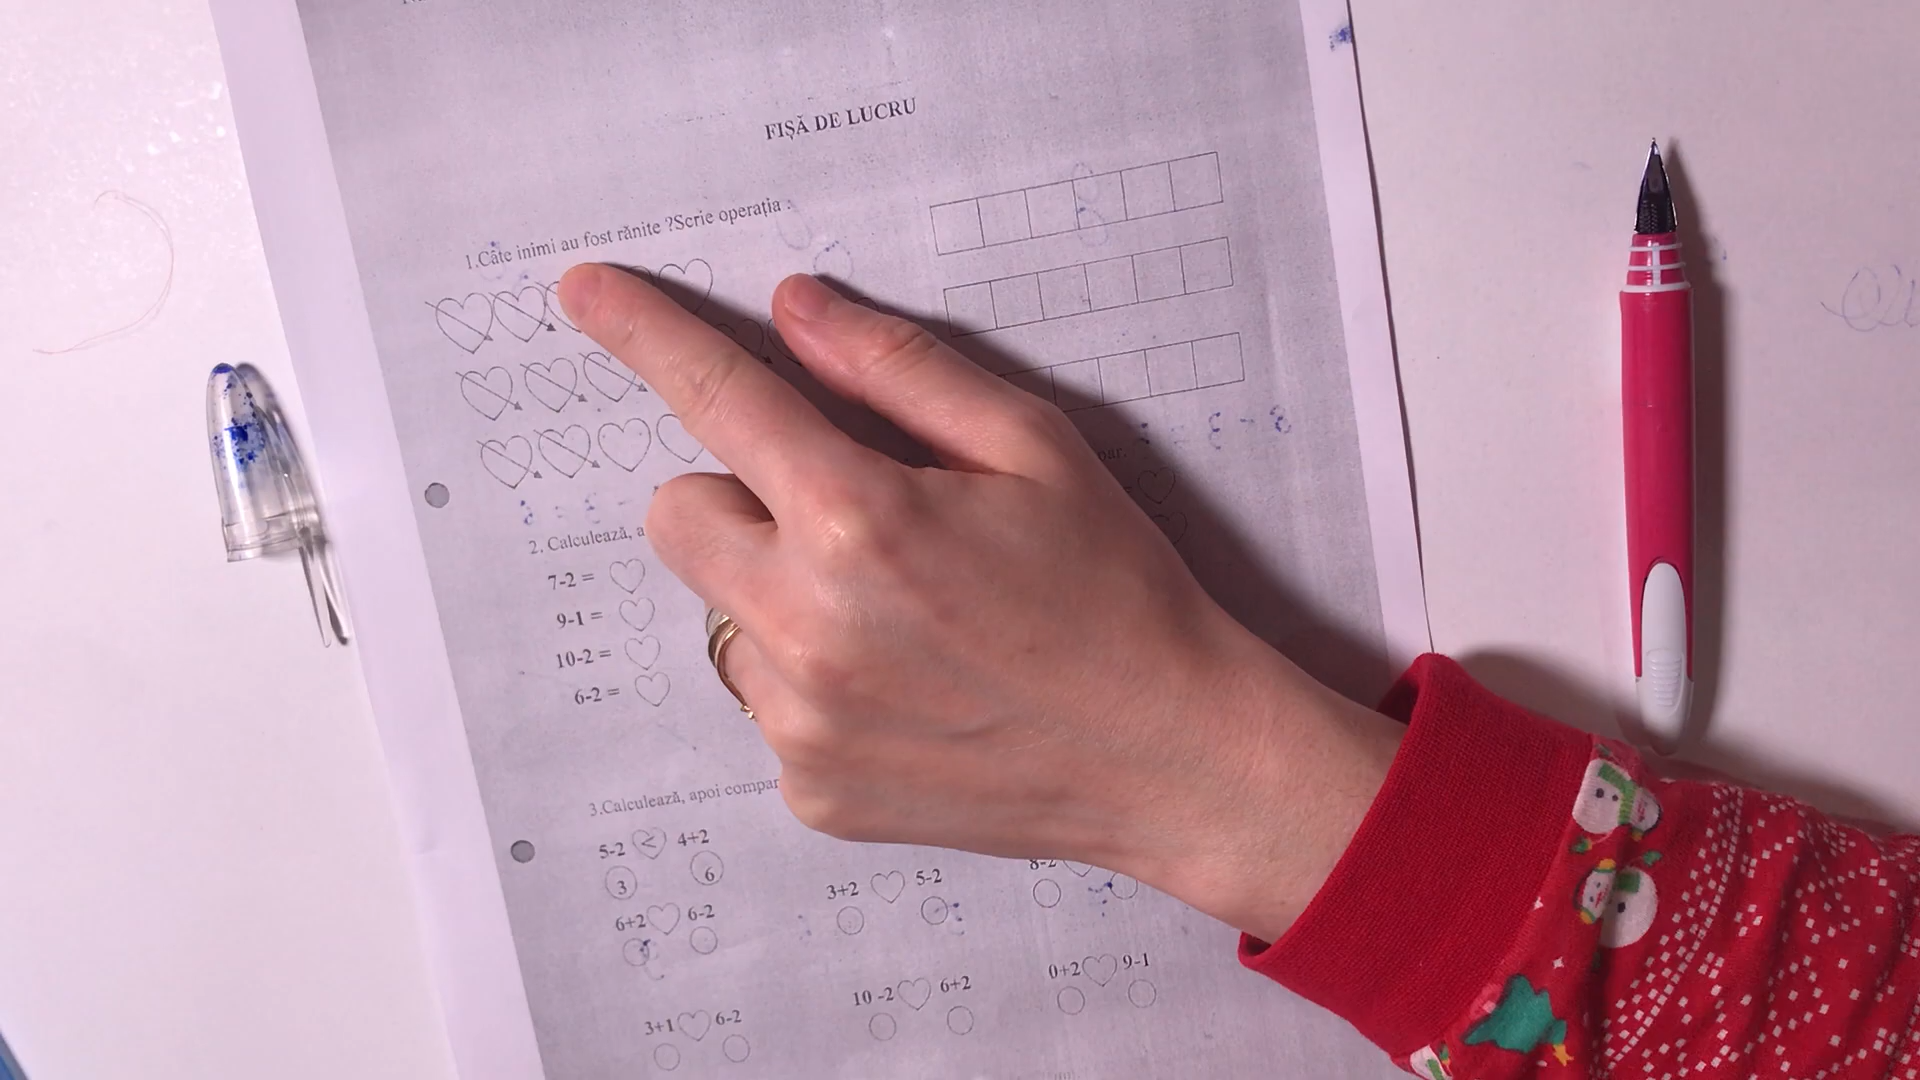 FIȘĂ DE LUCRU
1.Câte inimi au fost rănite ?Scrie operația :
2. Calculează, a
7-2 =
9-1 =
10-2 =
6-2 =
3.Calculează, apoi compar
5-2 < 4+2
3 6
3+2 5-2
8-2
6+2 6-2
10 -2 6+2
0+2 9-1
3+1 6-2